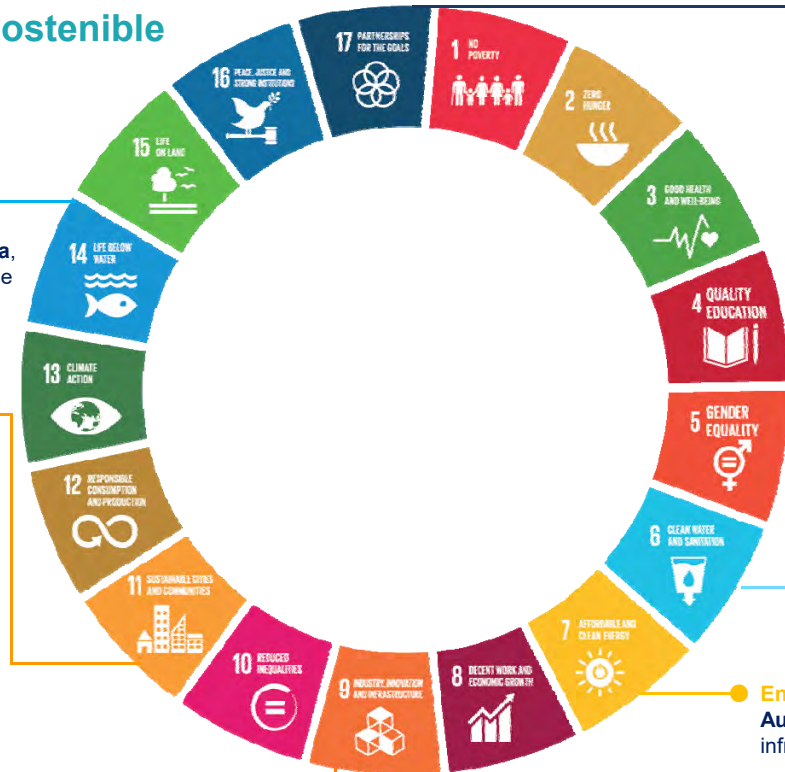 ostenible
17 PARTNERSHIPS
FOR THE GOALS
1 NO
POVERTY
2 ZERO
HUNGER
3 GOOD HEALTH
AND WELL-BEING
4 QUALITY
EDUCATION
5 GENDER
EQUALITY
6 CLEAN WATER
AND SANITATION
7 AFFORDABLE AND
CLEAN ENERGY
8 DECENT WORK AND
ECONOMIC GROWTH
9 INDUSTRY, INNOVATION
AND INFRASTRUCTURE
10 REDUCED
INEQUALITIES
11 SUSTAINABLE CITIES
AND COMMUNITIES
12 RESPONSIBLE
CONSUMPTION
AND PRODUCTION
13 CLIMATE
ACTION
14 LIFE BELOW
WATER
15 LIFE
ON LAND
16 PEACE, JUSTICE AND
STRONG INSTITUTIONS
a,
e
En
Au
infr